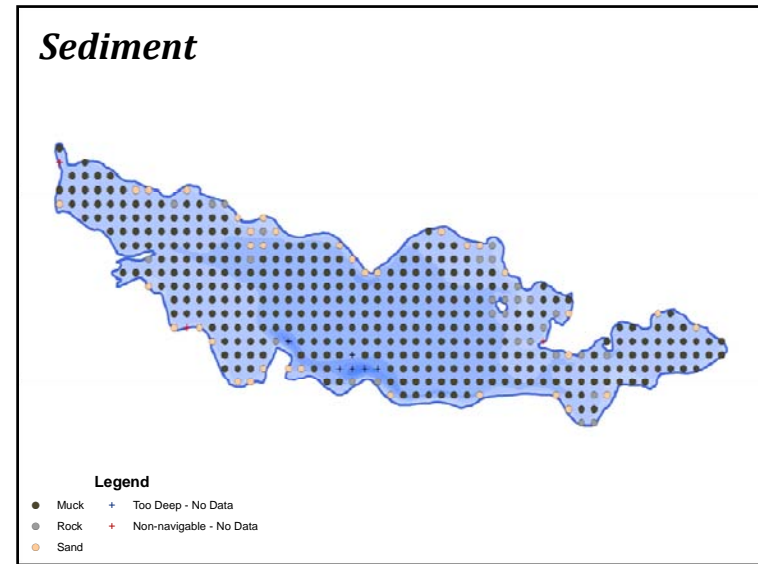 Sediment
Legend
Muck + Too Deep - No Data
Rock + Non-navigable - No Data
Sand